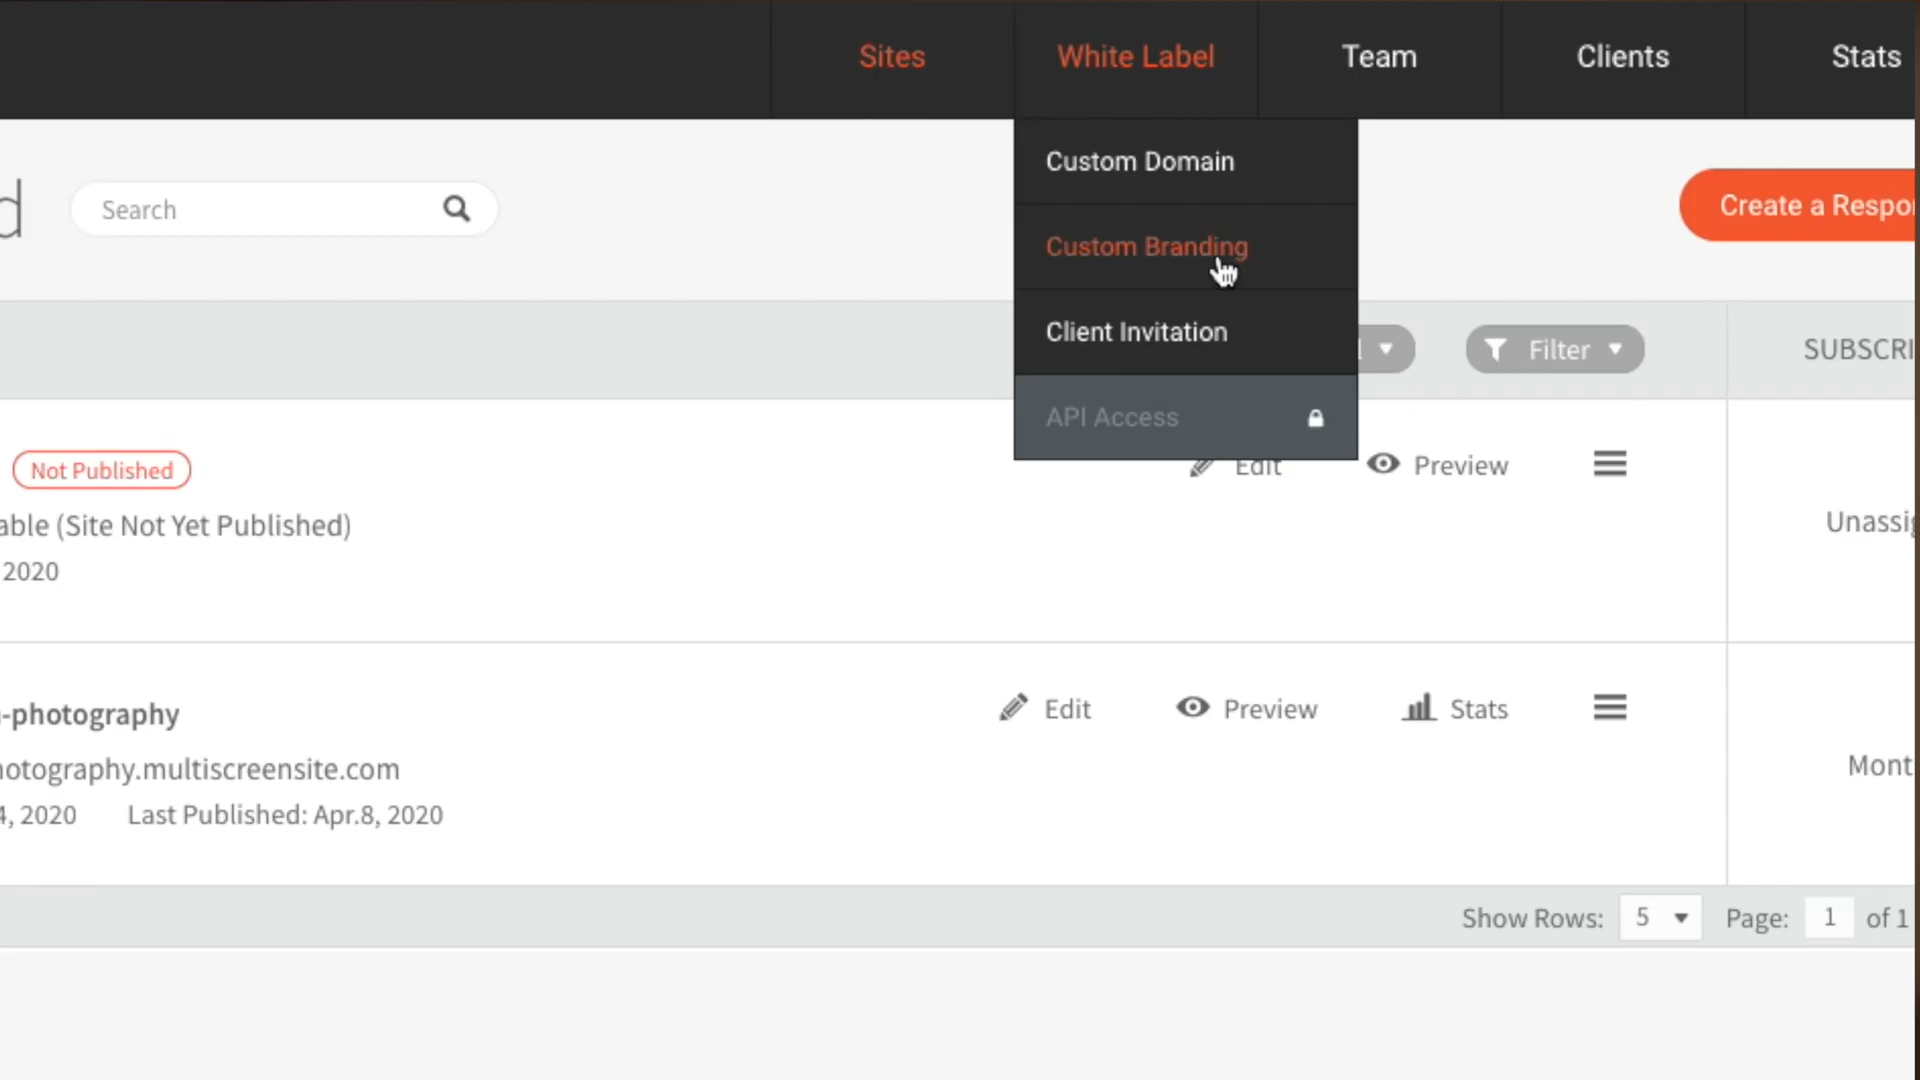 Sites White Label Team Clients Stats
Custom Domain
d Search Create a Respon
Custom Branding
Client Invitation
l Filter SUBSCRI
API Access
Not Published Edit Preview
able (Site Not Yet Published) Unassig
, 2020
-photography Edit Preview Stats
hotography.multiscreensite.com Mont
4, 2020 Last Published: Apr.8, 2020
Show Rows: 5 Page: 1 of 1